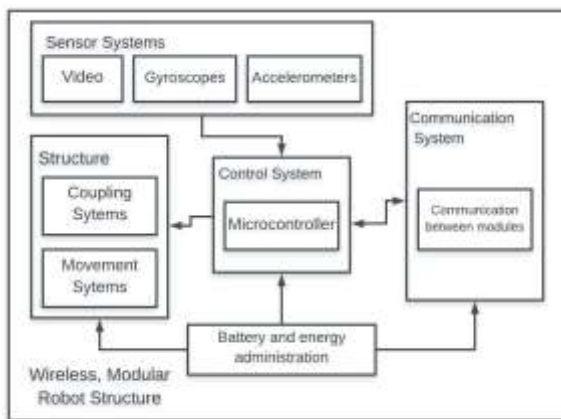 Sensor Systems
Video
Gyroscopes
Accelerometers
Communication
System
Structure
Control System
Coupling
Sytems
Microcontroller
Communication
between modules
Movement
Sytems
Battery and energy
administration
Wireless, Modular
Robot Structure